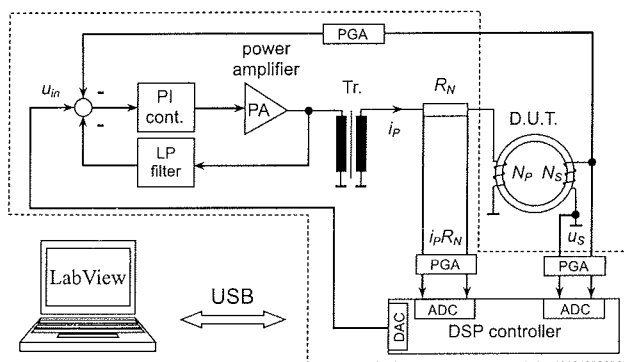 PGA
power
amplifier
u_in
-
-
PI
cont.
PA
Tr.
R_N
i_P
D.U.T.
LP
filter
N_P N_S
i_P R_N
u_S
PGA
PGA
LabView
USB
DAC
ADC
ADC
DSP controller